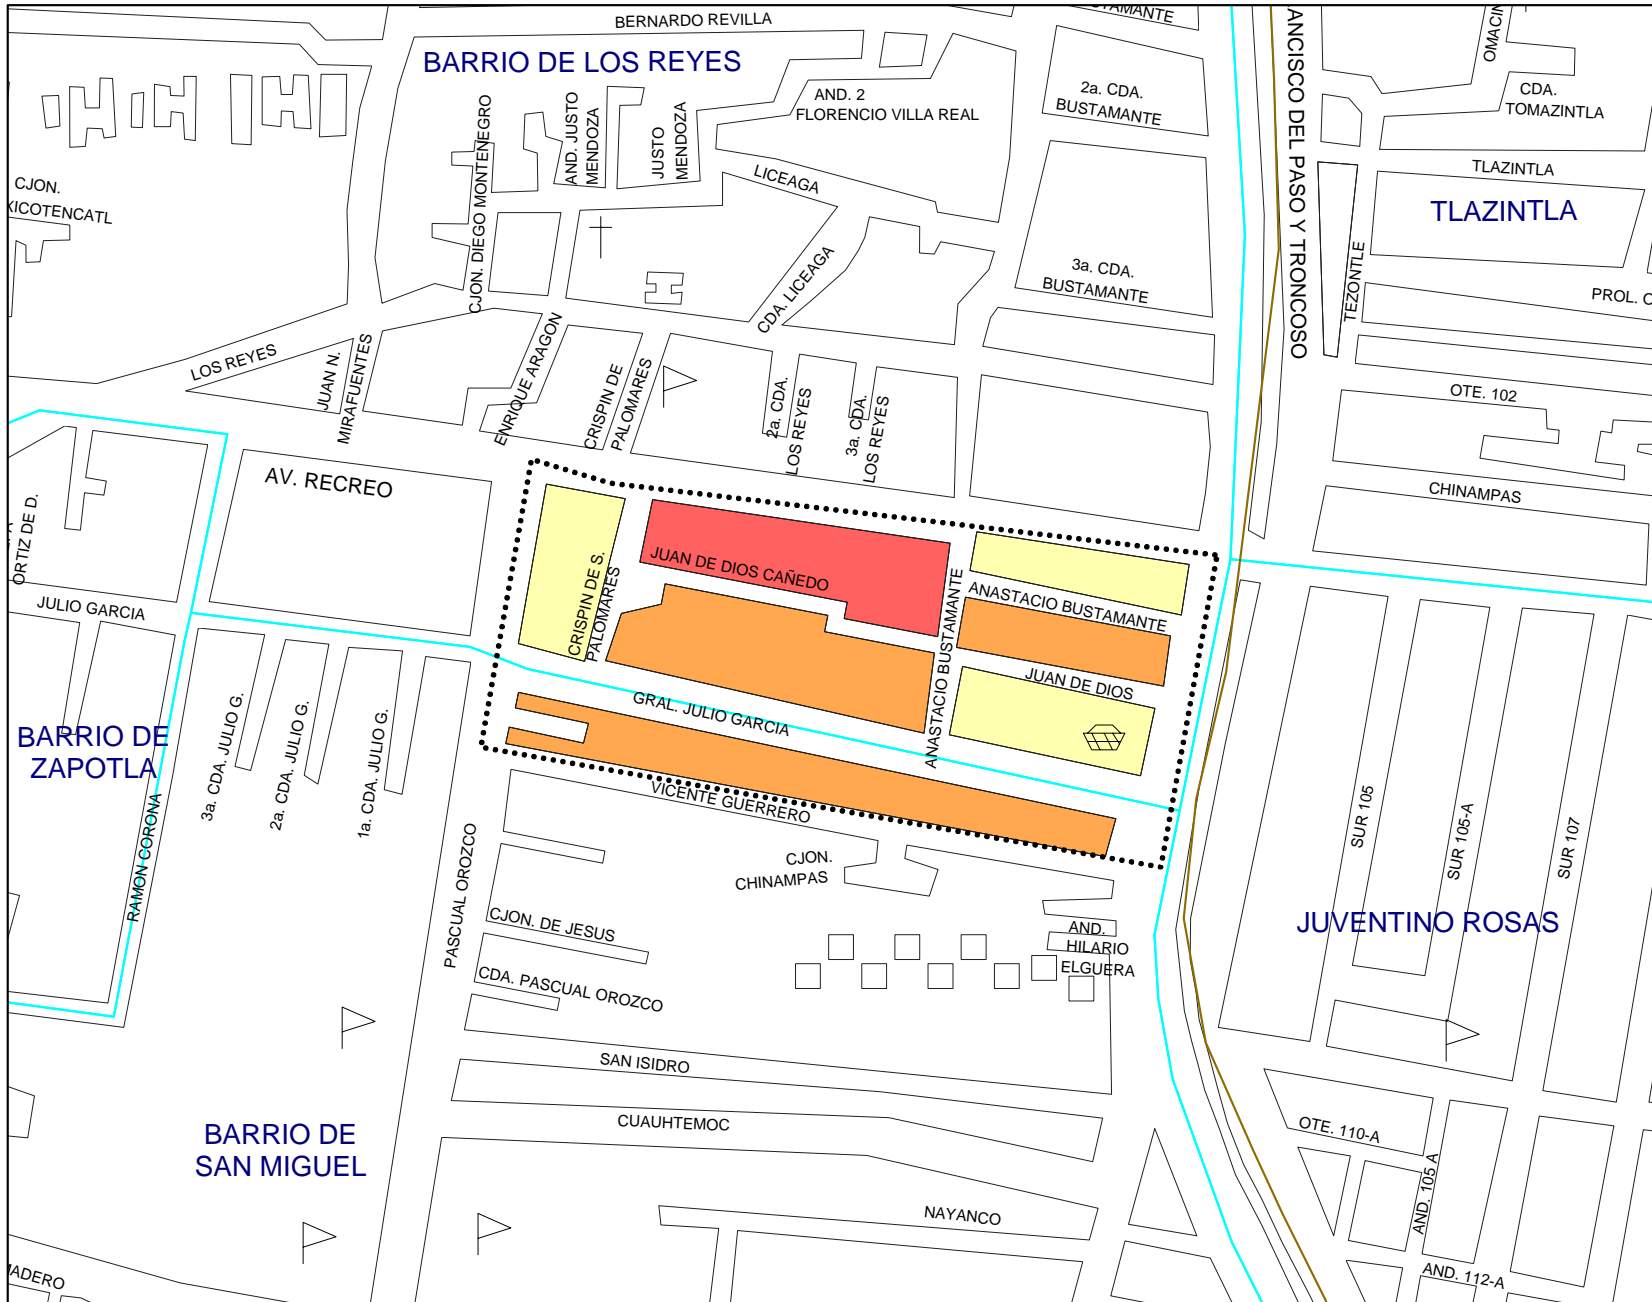 BERNARDO REVILLA
BARRIO DE LOS REYES
2a. CDA.
BUSTAMANTE
AND. 2
FLORENCIO VILLA REAL
CJON. DIEGO MONTENEGRO
AND. JUSTO
MENDOZA
JUSTO
MENDOZA
LICEAGA
CDA. LICEAGA
3a. CDA.
BUSTAMANTE
CJON.
CDA.
TOMAZINTLA
TLAZINTLA
TLAZINTLA
TEZONTLE
PROL.
OTE. 102
CHINAMPAS
DEL PASO Y TRONCOSO
LOS REYES
JUAN N.
MIRAFUENTES
ENRIQUE ARAGON
CRISPIN DE
PALOMARES
2a. CDA.
LOS REYES
3a. CDA.
LOS REYES
AV. RECREO
ORTIZ DE D.
JULIO GARCIA
CRISPIN DE S.
PALOMARES
JUAN DE DIOS CAÑEDO
ANASTACIO BUSTAMANTE
ANASTACIO BUSTAMANTE
JUAN DE DIOS
GRAL. JULIO GARCIA
VICENTE GUERRERO
BARRIO DE
ZAPOTLA
3a. CDA. JULIO G.
2a. CDA. JULIO G.
1a. CDA. JULIO G.
RAMON CORONA
PASCUAL OROZCO
CJON.
CHINAMPAS
CJON. DE JESUS
CDA. PASCUAL OROZCO
AND.
HILARIO
ELGUERA
SUR 105
SUR 105-A
SUR 107
JUVENTINO ROSAS
SAN ISIDRO
CUAUHTEMOC
BARRIO DE
SAN MIGUEL
NAYANCO
OTE. 110-A
AND. 105 A
AND. 112-A